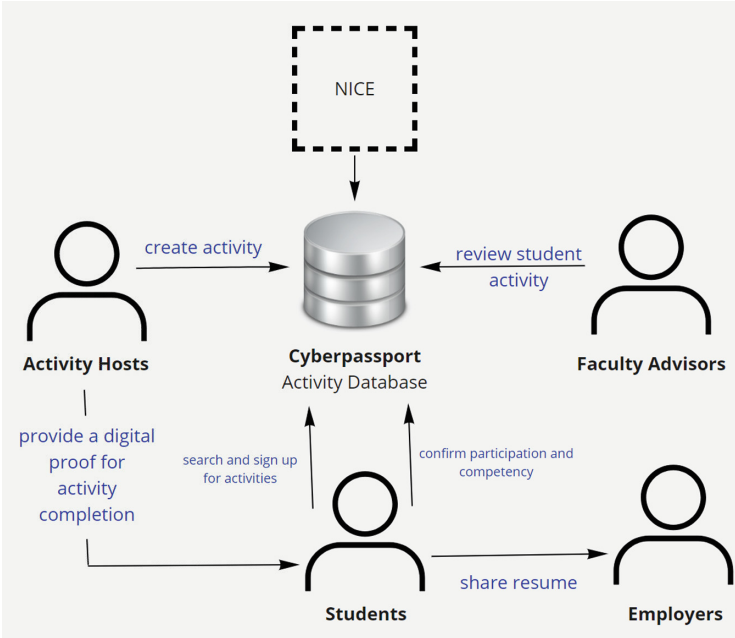 NICE
create activity
review student
activity
Activity Hosts
Cyberpassport
Activity Database
Faculty Advisors
provide a digital
proof for
activity
completion
search and sign up
for activities
confirm participation and
competency
share resume
Students
Employers